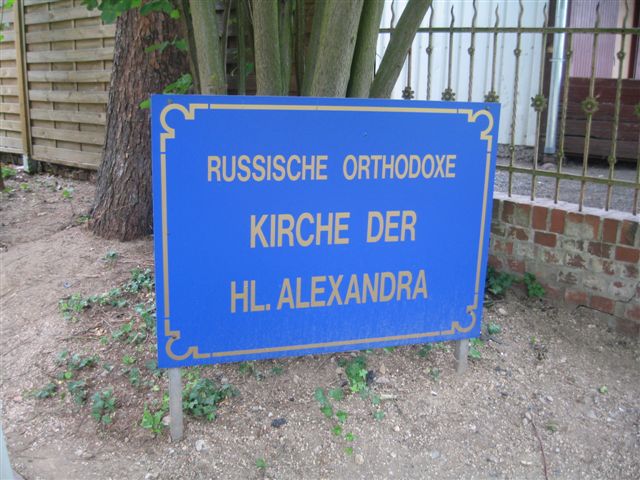 RUSSISCHE ORTHODOXE
KIRCHE DER
HL. ALEXANDRA